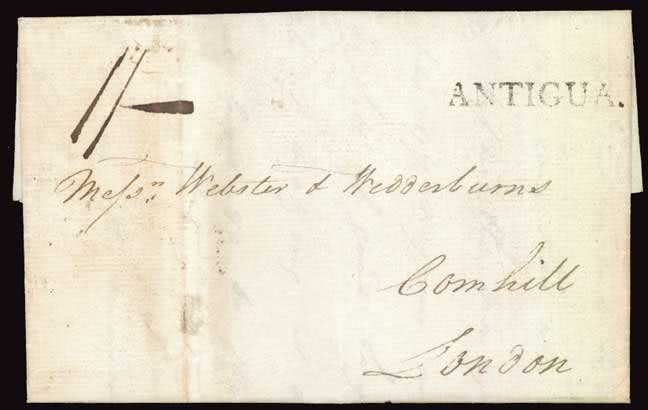 1/-
ANTIGUA.
Messrs. Webster & Wedderburns
Cornhill
London